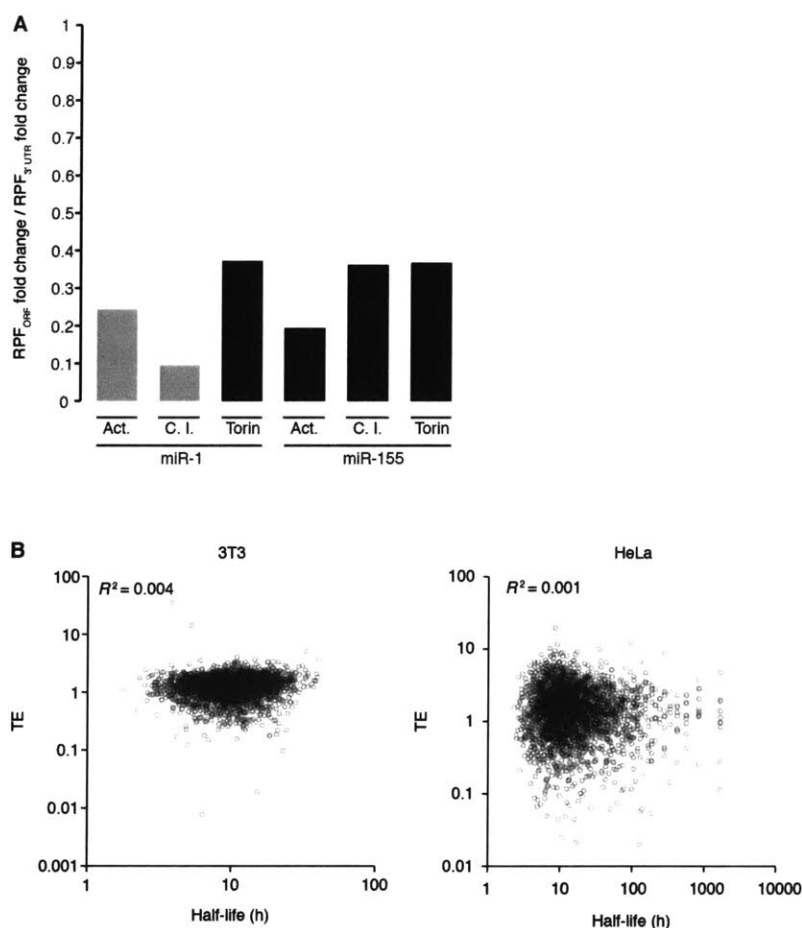 A
RPF_ORF fold change / RPF_3' UTR fold change
1
0.9
0.8
0.7
0.6
0.5
0.4
0.3
0.2
0.1
0
Act. C. I. Torin Act. C. I. Torin
miR-1 miR-155
B
3T3
R² = 0.004
TE
100
10
1
0.1
0.01
0.001
1 10 100
Half-life (h)
HeLa
R² = 0.001
TE
100
10
1
0.1
0.01
1 10 100 1000 10000
Half-life (h)